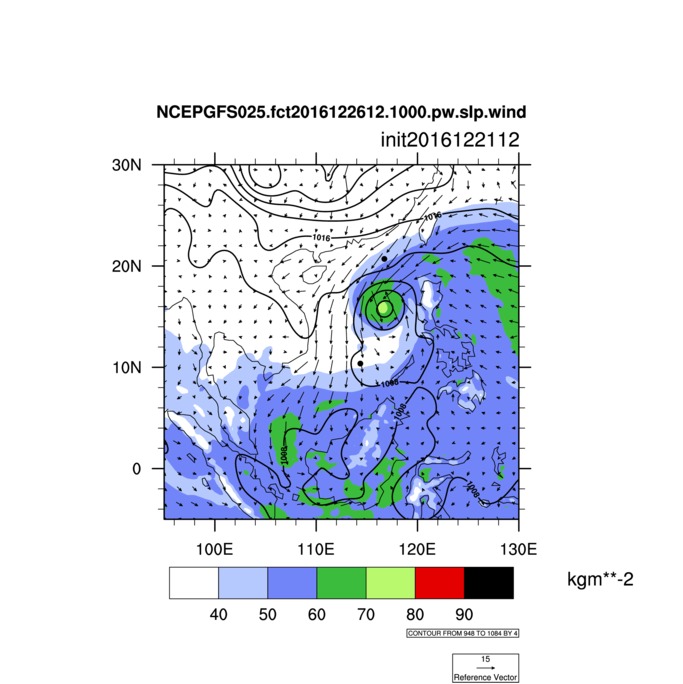 NCEPGFS025.fct2016122612.1000.pw.slp.wind
init2016122112
30N
1016
1016
20N
10N
1008
1008
1008
0
1008
100E 110E 120E 130E
kgm**-2
40 50 60 70 80 90
CONTOUR FROM 948 TO 1084 BY 4
15
Reference Vector